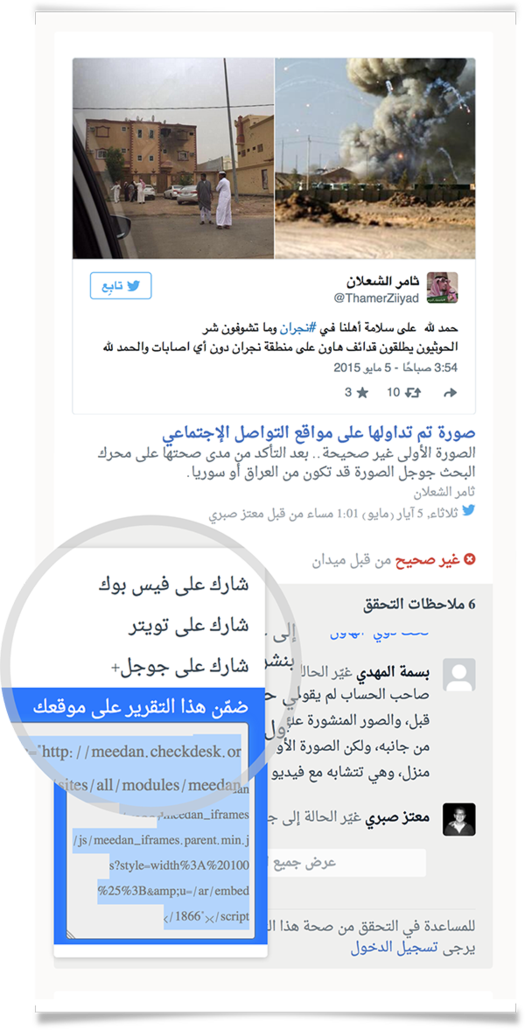 ثامر الشعلان
@ThamerZiiyad
تابِع
حمد لله على سلامة أهلنا في #نجران وما تشوفون شر
الحوثيون يطلقون قدائف هاون على منطقة نجران دون أي اصابات والحمد لله
3:54 صباحًا - 5 مايو 2015
10 3
صورة تم تداولها على مواقع التواصل الإجتماعي
الصورة الأولى غير صحيحة.. بعد التأكد من مدى صحتها على محرك
البحث جوجل الصورة قد تكون من العراق أو سوريا.
ثامر الشعلان
ثلاثاء، 5 أيار (مايو) 1:01 مساء من قبل معتز صبري
غير صحيح من قبل ميدان
6 ملاحظات التحقق
بسمة المهدي غيّر الحالة
صاحب الحساب لم يقم
قبل، والصور المنشورة
من جانبه، ولكن الصورة
منزل، وهي تتشابه مع فيديو
معتز صبري غيّر الحالة إلى
عرض جميع
للمساعدة في التحقق من صحة هذا
يرجى تسجيل الدخول
شارك على فيس بوك
شارك على تويتر
شارك على جوجل+
ضمّن هذا التقرير على موقعك
"http://meedan.checkdesk.or
sites/all/modules/meedan
meedan_iframes
/js/meedan_iframes.parent.min.j
s?style=width%3A%20100
%25%3B&amp;u=/ar/embed
/1866"></script>